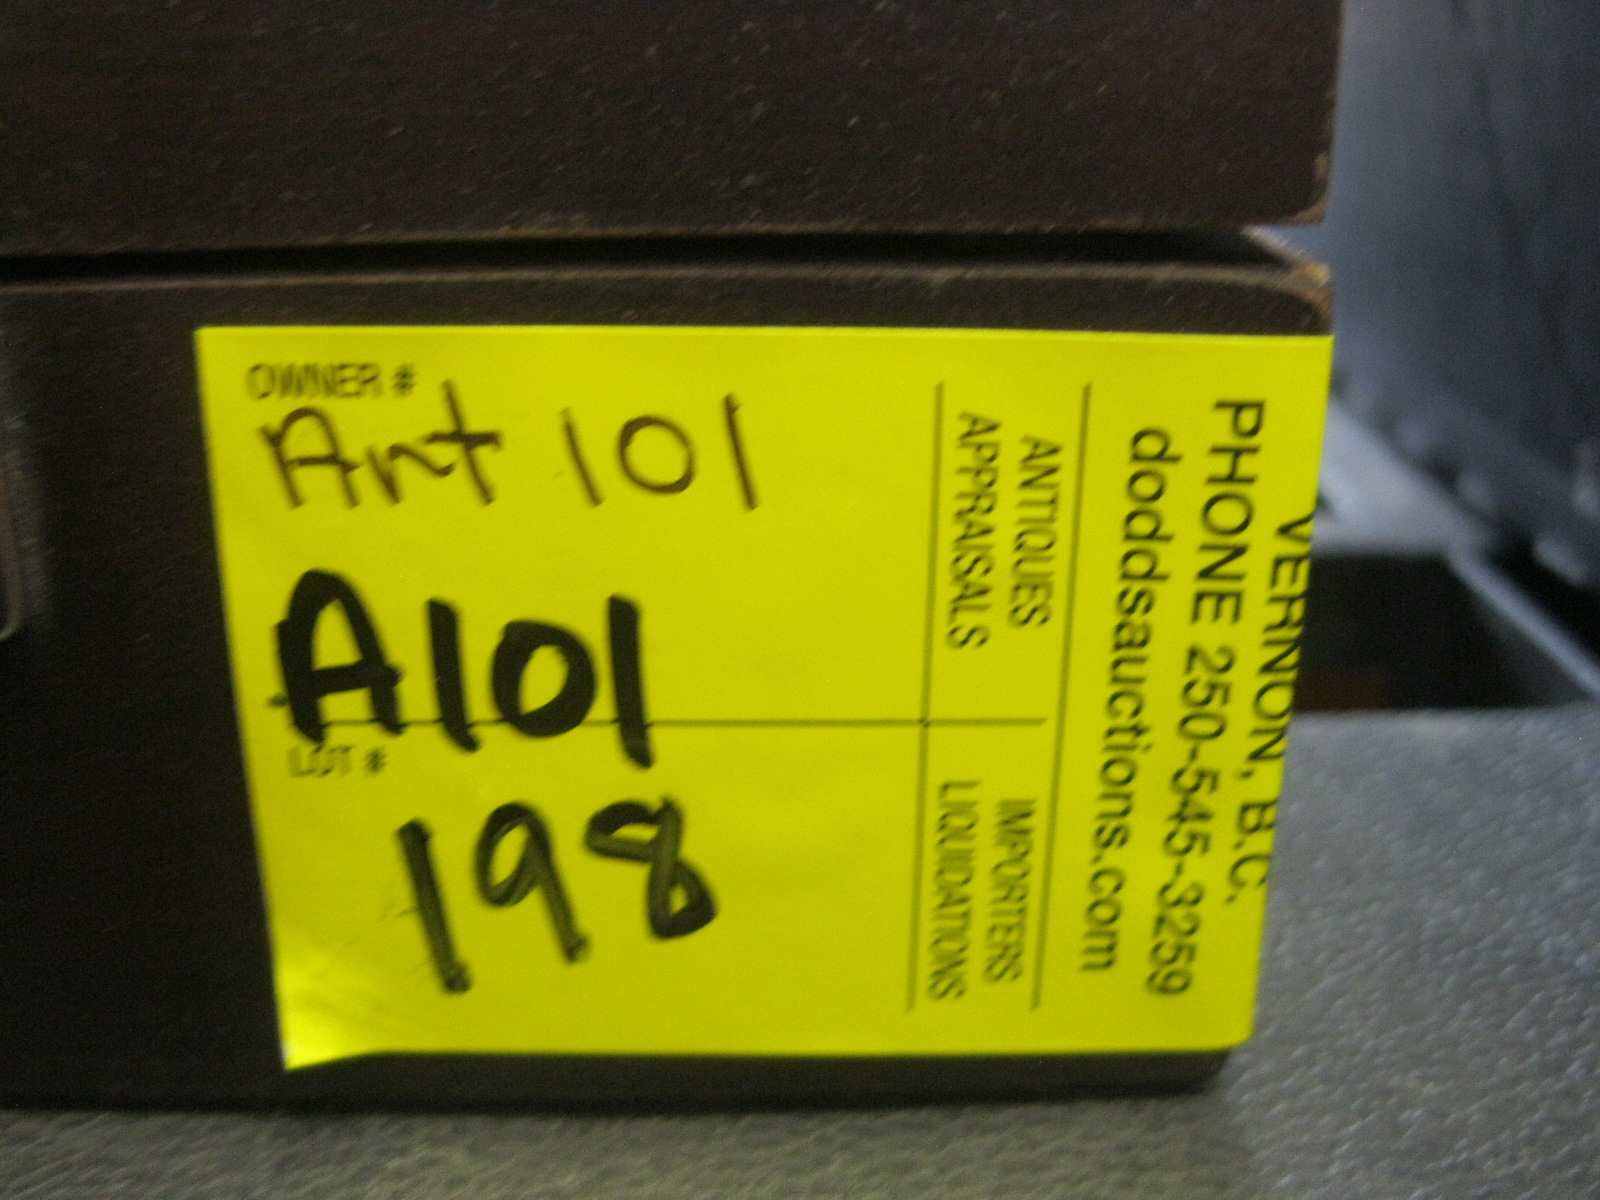 OWNER #
Ant 101
A101
LOT #
198
VERNON, B.C.
PHONE 250-545-3259
doddsauctions.com
ANTIQUES
APPRAISALS
IMPORTERS
LIQUIDATIONS